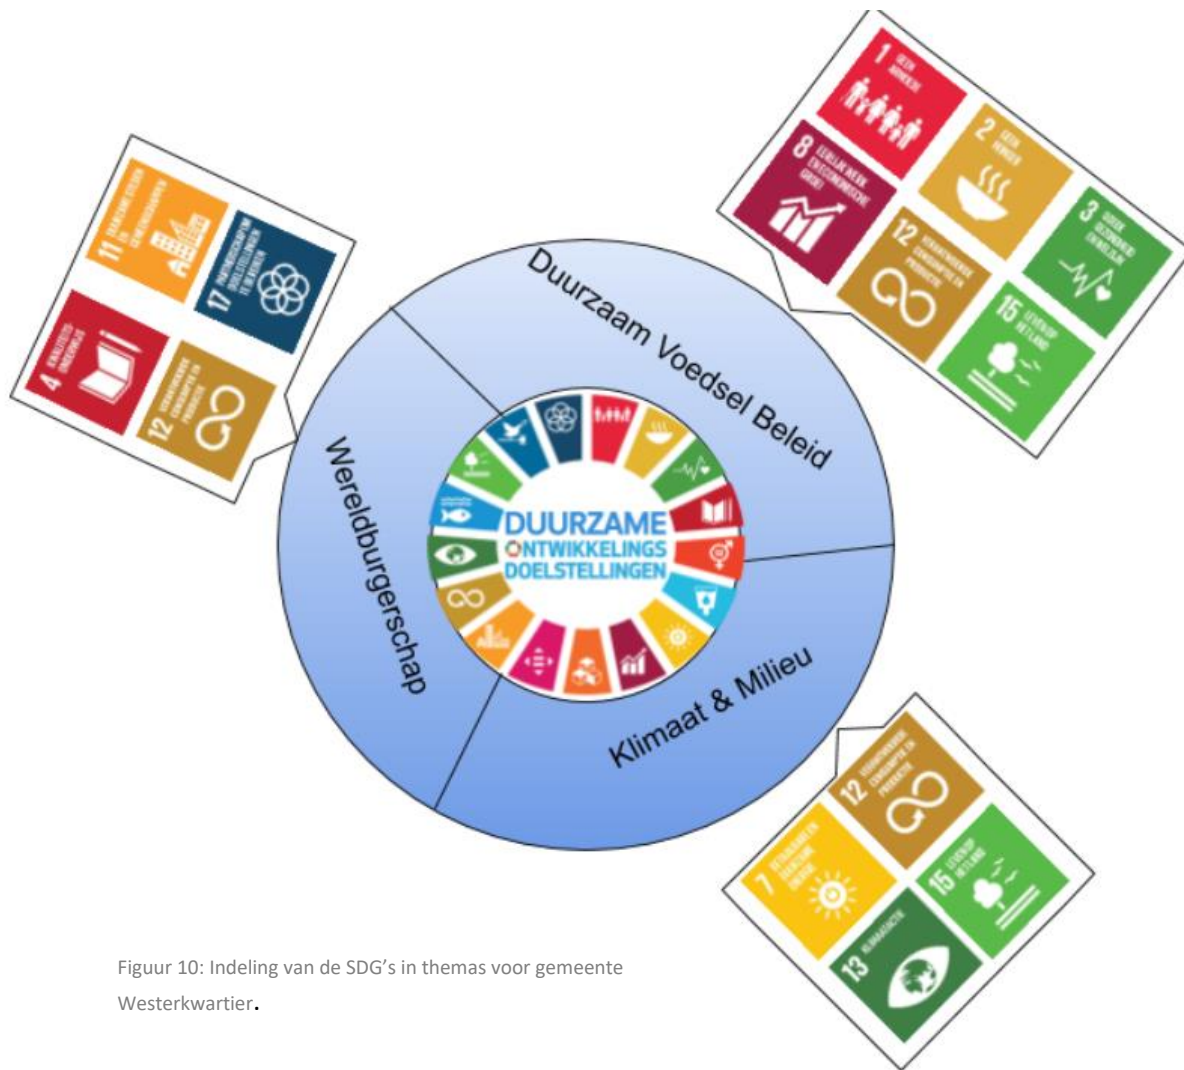 1 GEEN
ARMOEDE
2 GEEN
HONGER
3 GOEDE
GEZONDHEID
EN WELZIJN
8 EERLIJK WERK
EN ECONOMISCHE
GROEI
12 VERANTWOORDE
CONSUMPTIE EN
PRODUCTIE
15 LEVEN OP
HET LAND
11 DUURZAME STEDEN
EN
GEMEENSCHAPPEN
17 PARTNERSCHAP OM
DOELSTELLINGEN
TE BEREIKEN
4 KWALITEITS-
ONDERWIJS
12 VERANTWOORDE
CONSUMPTIE EN
PRODUCTIE
Duurzaam Voedsel Beleid
Wereldburgerschap
DUURZAME
ONTWIKKELINGS
DOELSTELLINGEN
Klimaat & Milieu
12 VERANTWOORDE
CONSUMPTIE EN
PRODUCTIE
7 BETAALBARE EN
DUURZAME
ENERGIE
15 LEVEN OP
HET LAND
13 KLIMAATACTIE
Figuur 10: Indeling van de SDG’s in themas voor gemeente
Westerkwartier.